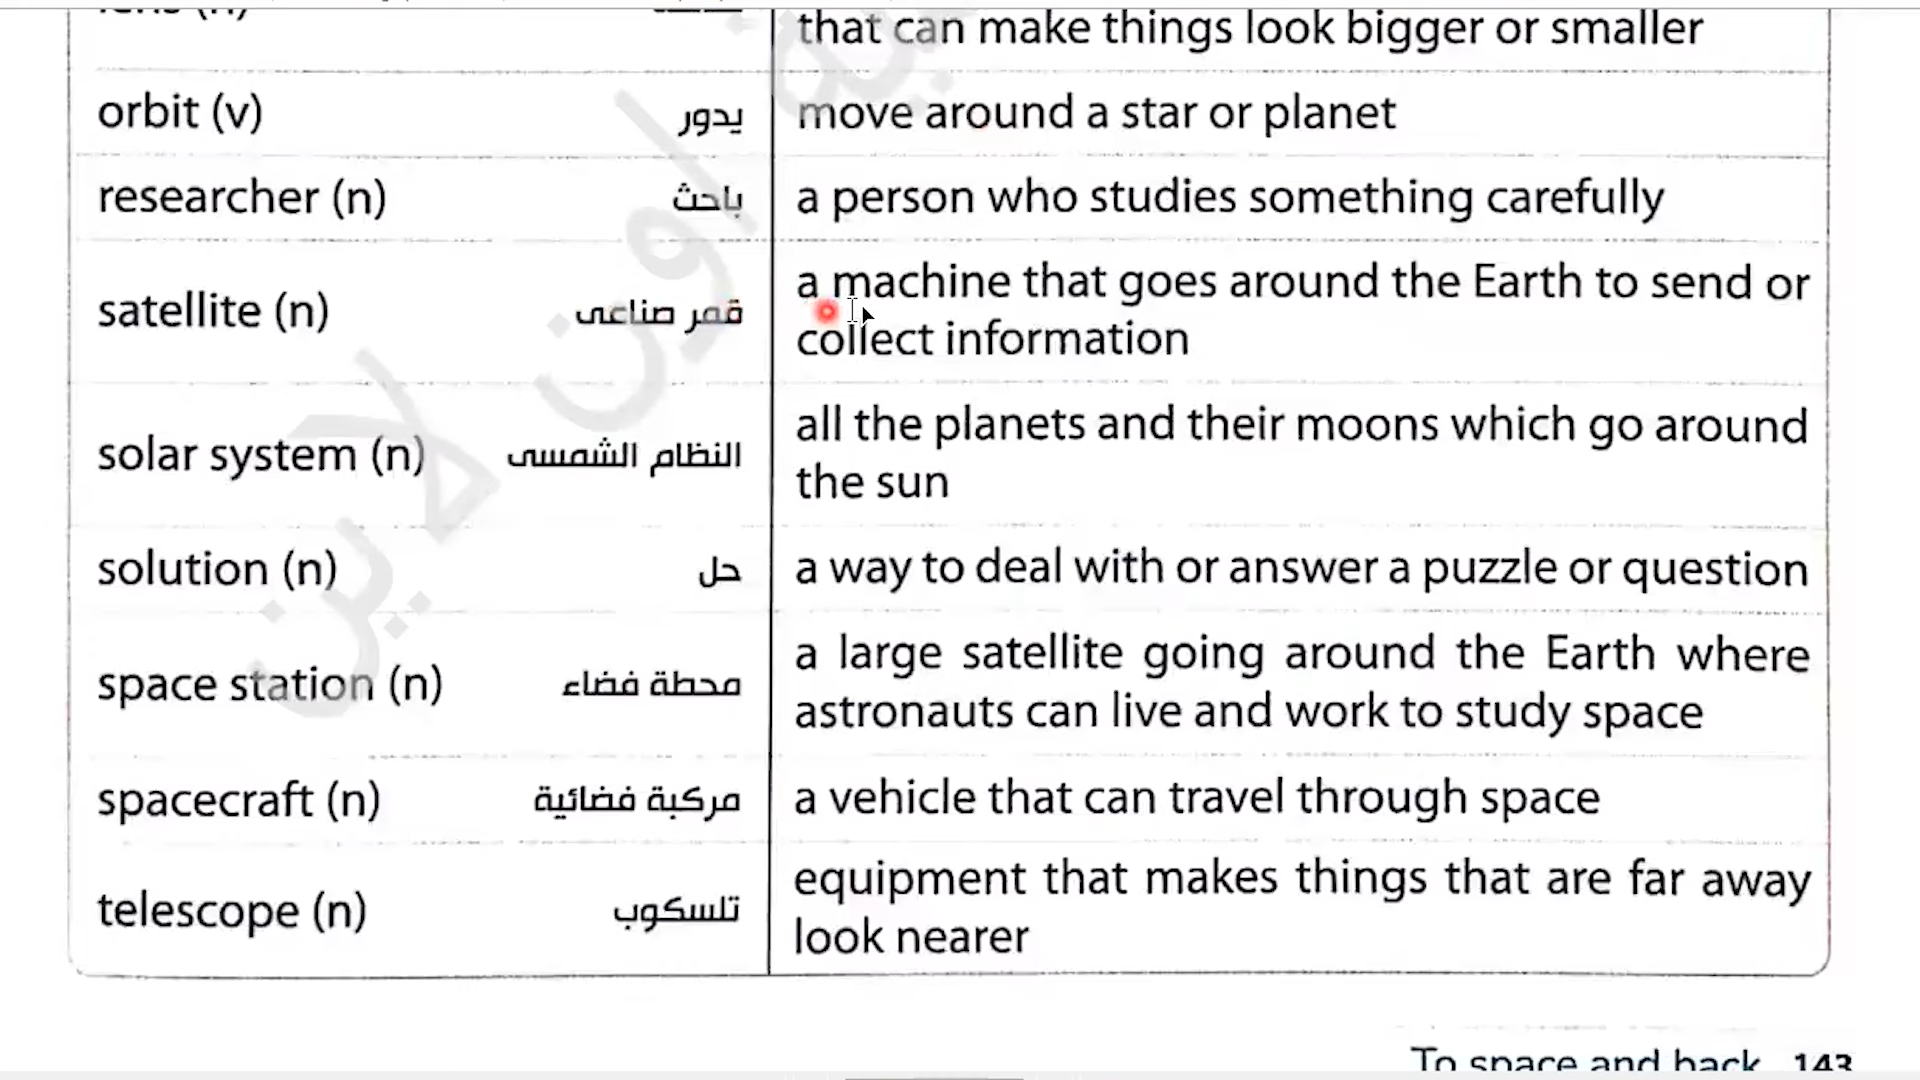 lens (n)
that can make things look bigger or smaller
orbit (v) يدور move around a star or planet
researcher (n) باحث a person who studies something carefully
satellite (n) قمر صناعى a machine that goes around the Earth to send or
collect information
solar system (n) النظام الشمسى all the planets and their moons which go around
the sun
solution (n) حل a way to deal with or answer a puzzle or question
space station (n) محطة فضاء a large satellite going around the Earth where
astronauts can live and work to study space
spacecraft (n) مركبة فضائية a vehicle that can travel through space
telescope (n) تلسكوب equipment that makes things that are far away
look nearer
To space and back 143
اون لاين